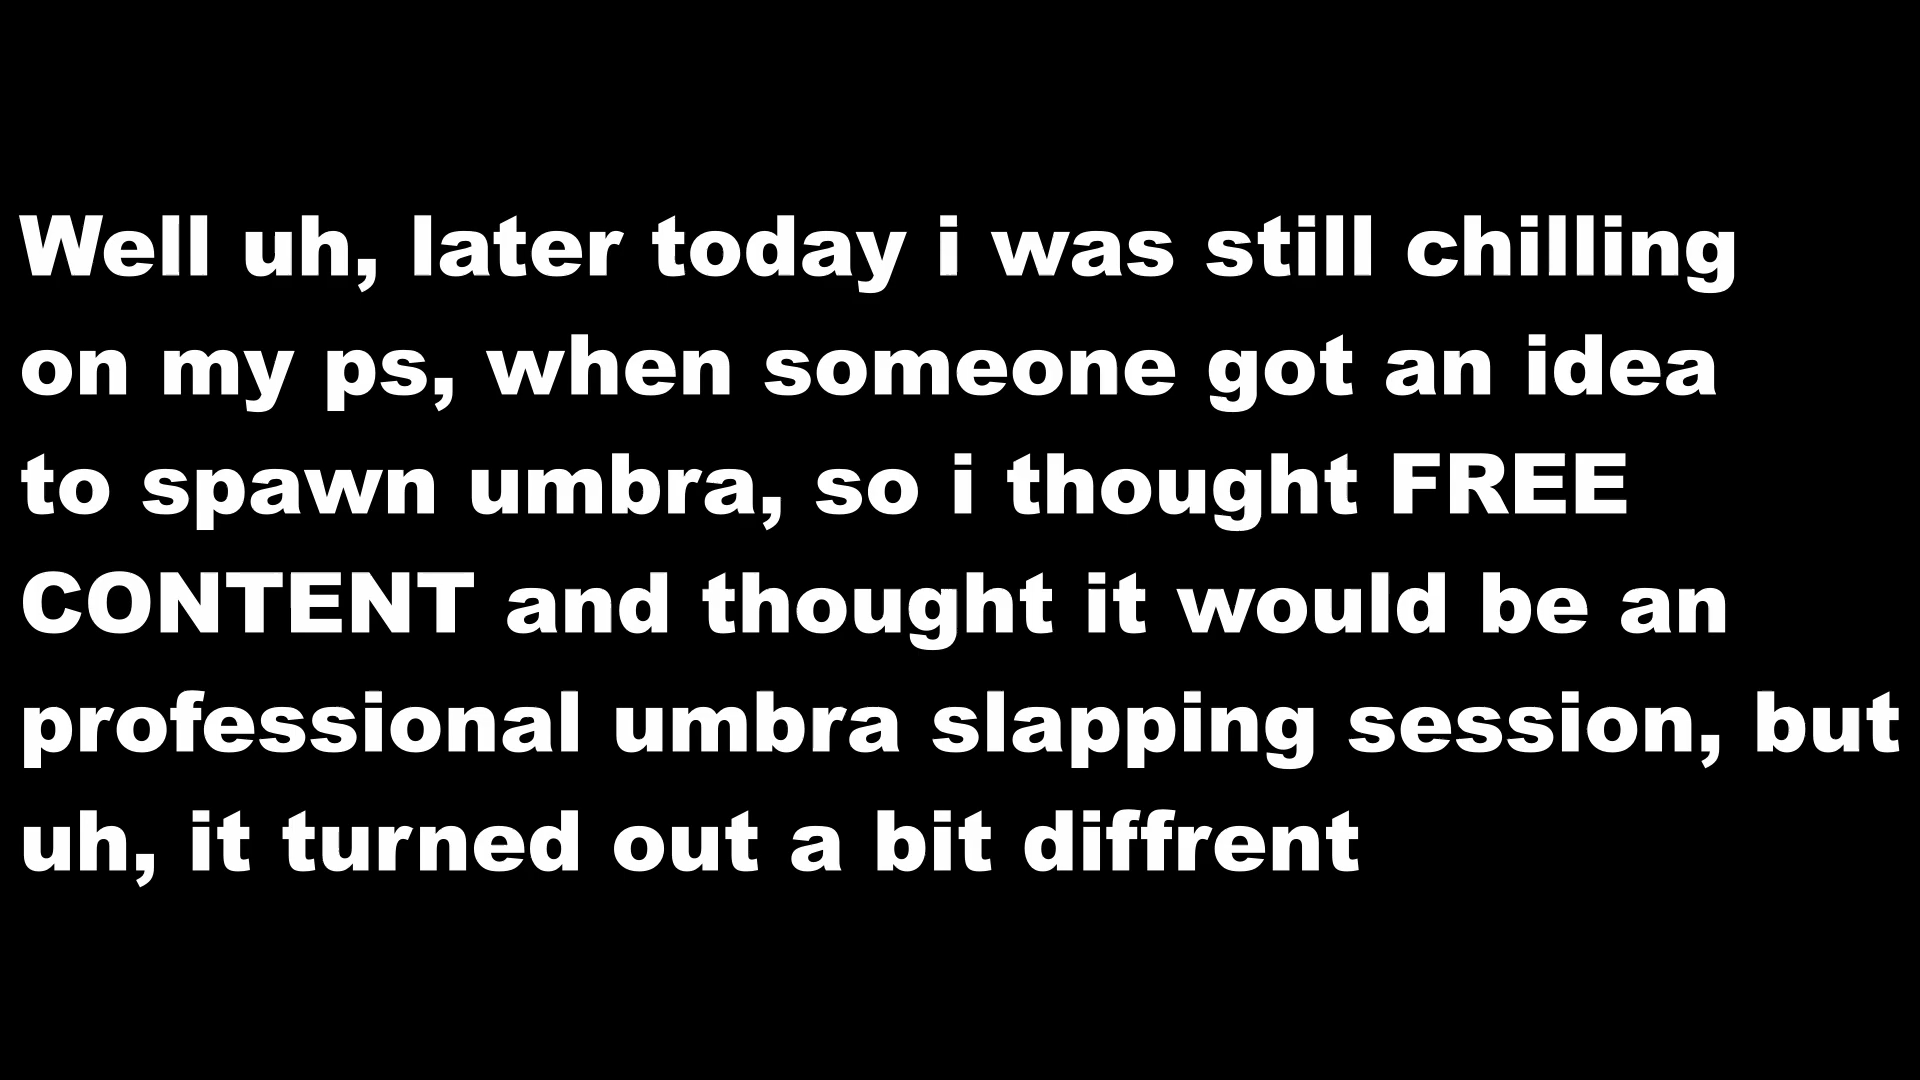 Well uh, later today i was still chilling
on my ps, when someone got an idea
to spawn umbra, so i thought FREE
CONTENT and thought it would be an
professional umbra slapping session, but
uh, it turned out a bit diffrent